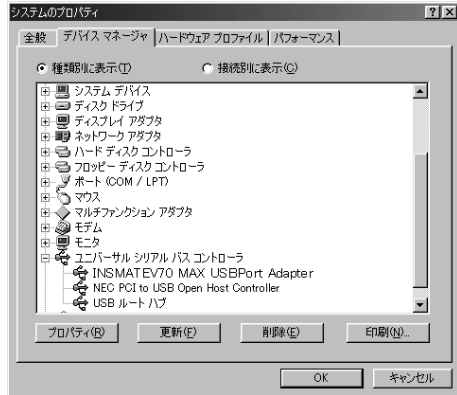 システムのプロパティ
全般 デバイス マネージャ ハードウェア プロファイル パフォーマンス
種類別に表示(T) 接続別に表示(C)
システム デバイス
ディスク ドライブ
ディスプレイ アダプタ
ネットワーク アダプタ
ハード ディスク コントローラ
フロッピー ディスク コントローラ
ポート (COM / LPT)
マウス
マルチファンクション アダプタ
モデム
モニタ
ユニバーサル シリアル バス コントローラ
INSMATEV70 MAX USBPort Adapter
NEC PCI to USB Open Host Controller
USB ルート ハブ
プロパティ(R) 更新(F) 削除(E) 印刷(N)...
OK キャンセル